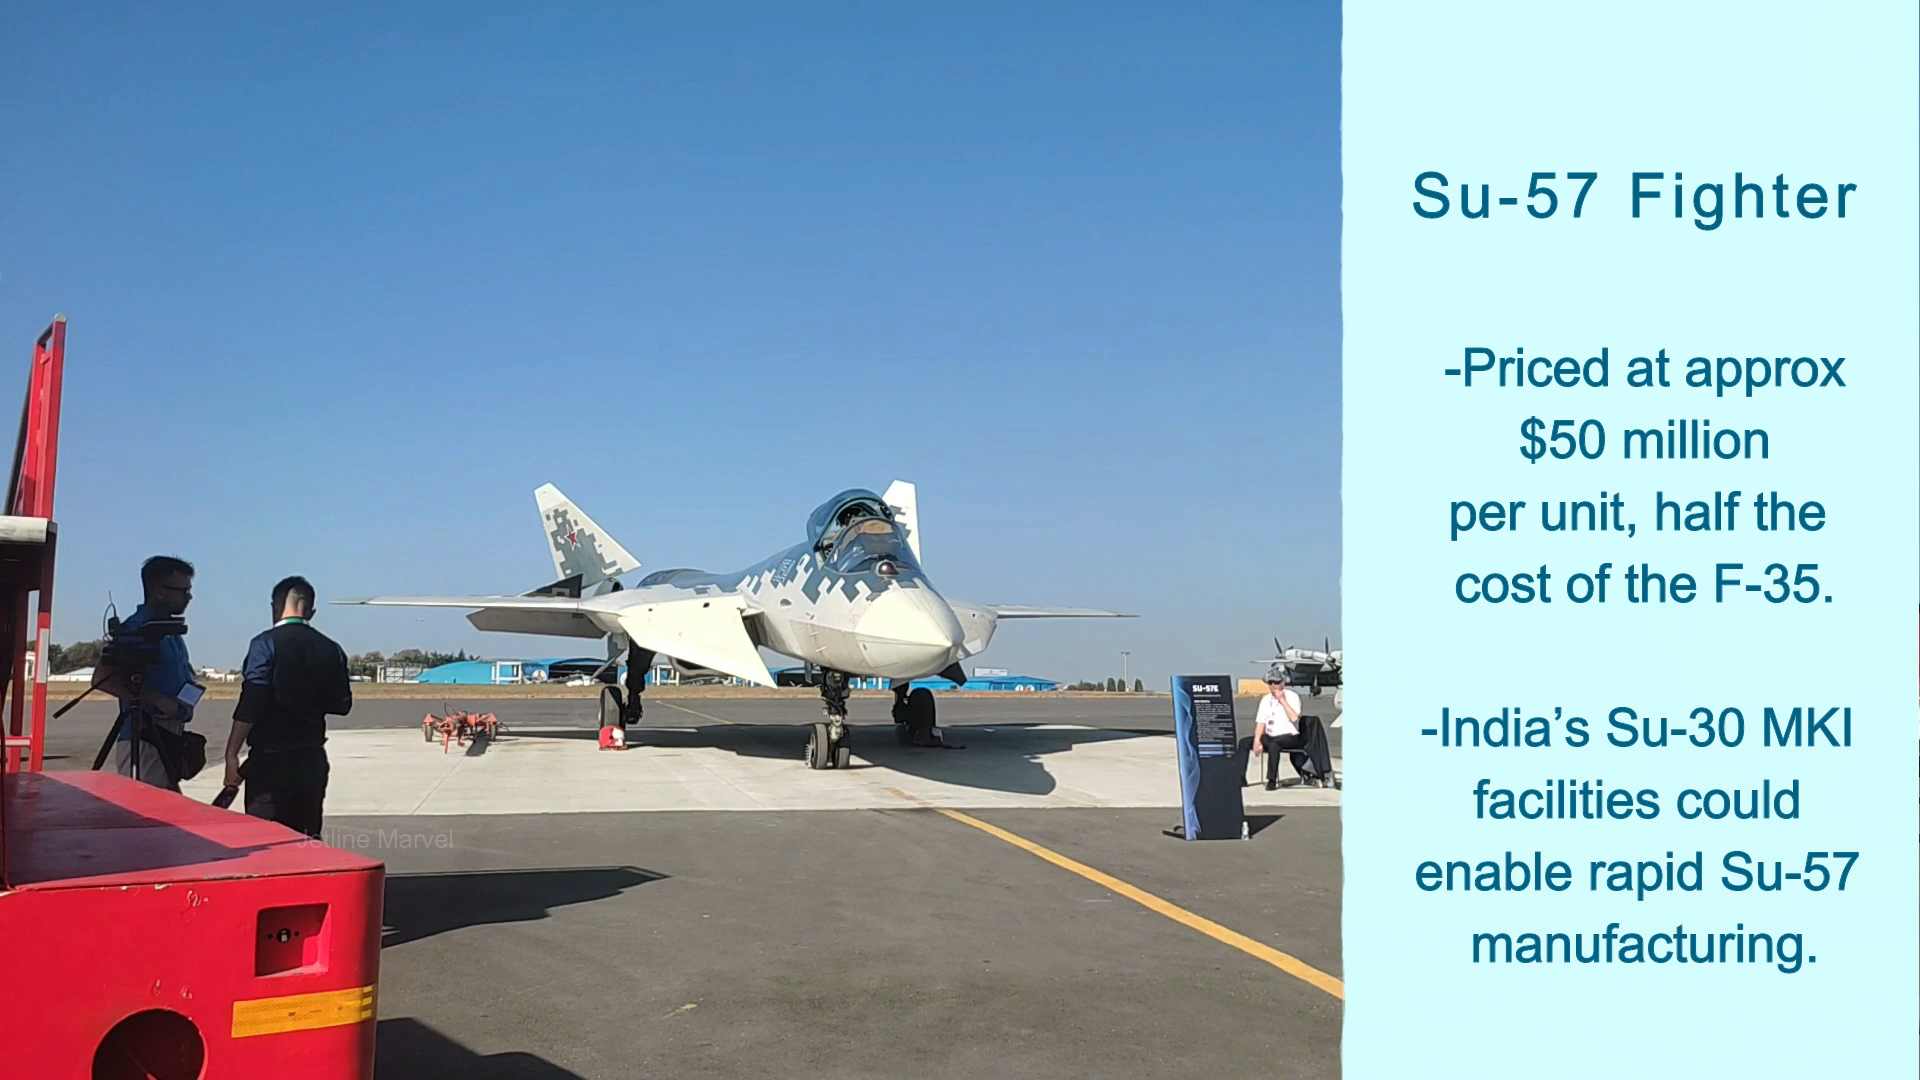 Su-57 Fighter
-Priced at approx
$50 million
per unit, half the
cost of the F-35.
-India’s Su-30 MKI
facilities could
enable rapid Su-57
manufacturing.
SU-57E
Jetline Marvel